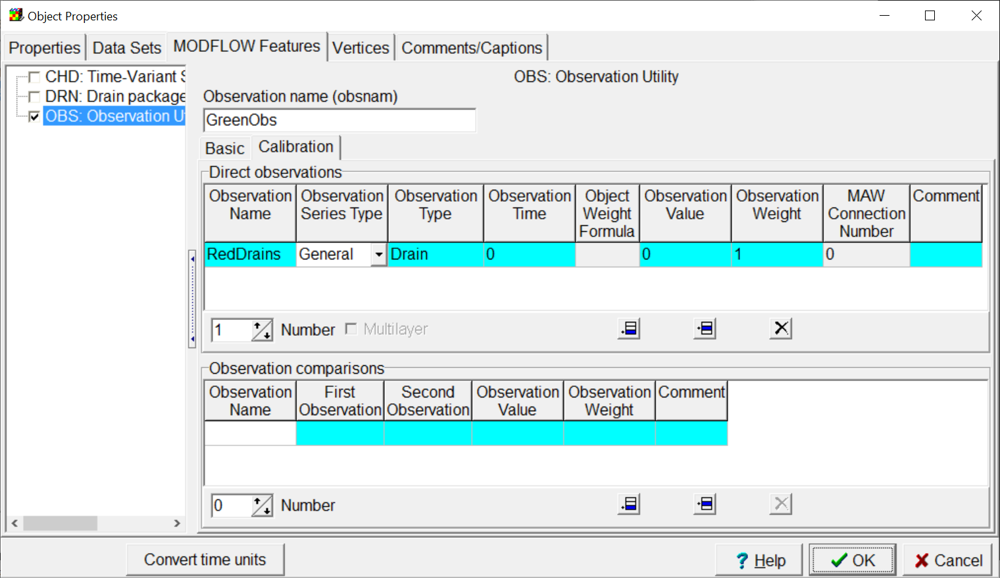 Object Properties
Properties
Data Sets
MODFLOW Features
Vertices
Comments/Captions
CHD: Time-Variant S
DRN: Drain package
OBS: Observation Ut
OBS: Observation Utility
Observation name (obsnam)
GreenObs
Basic
Calibration
Direct observations
Observation
Name
Observation
Series Type
Observation
Type
Observation
Time
Object
Weight
Formula
Observation
Value
Observation
Weight
MAW
Connection
Number
Comment
RedDrains
General
Drain
0
0
1
0
1
Number
Multilayer
Observation comparisons
Observation
Name
First
Observation
Second
Observation
Observation
Value
Observation
Weight
Comment
0
Number
Convert time units
? Help
OK
Cancel